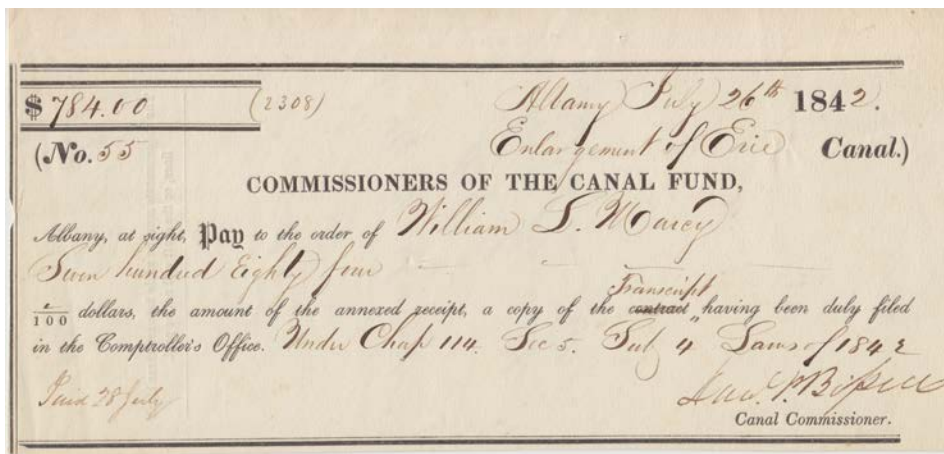 $784.00 (2308) Albany July 26th 1842.
(No. 55 Enlargement of Erie Canal.)
COMMISSIONERS OF THE CANAL FUND,
Albany, at sight, Pay to the order of William L. Marcy
Seven hundred Eighty four
Transcript
/100 dollars, the amount of the annexed receipt, a copy of the contract having been duly filed
in the Comptroller's Office. Under Chap 114. Sec 5. Sub 4 Laws of 1842
Paid 28 July
Canal Commissioner.